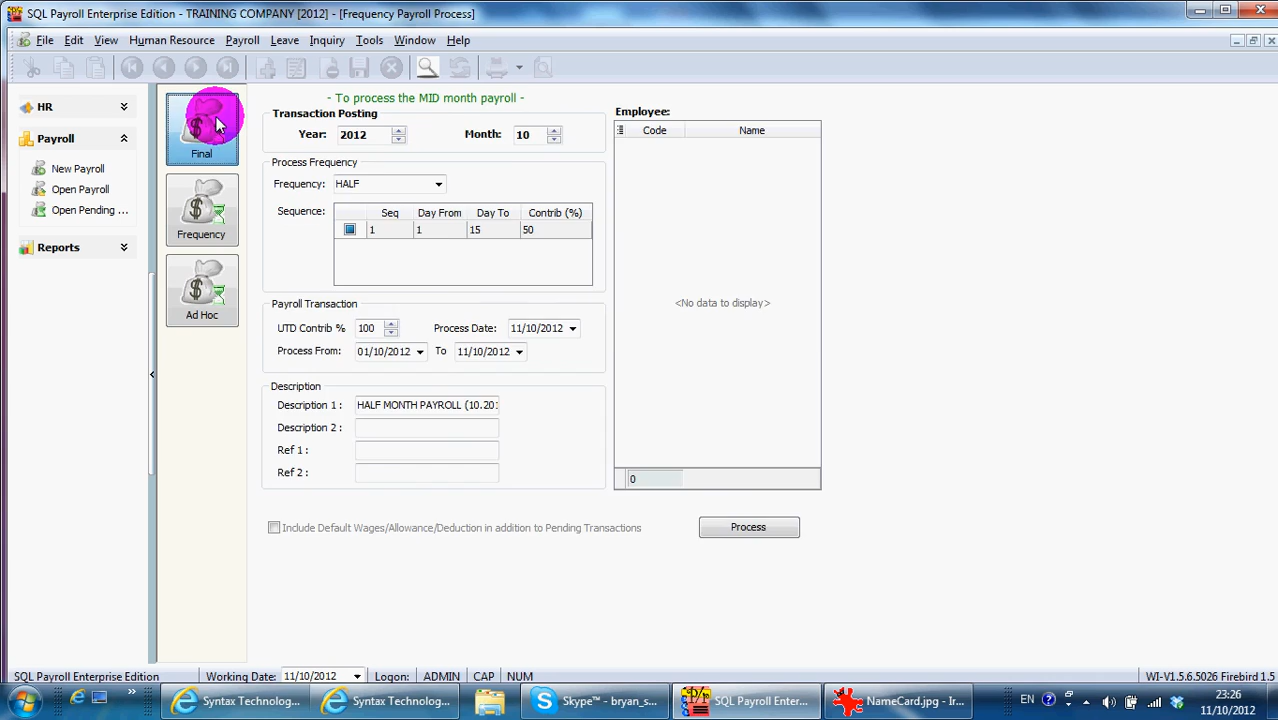 SQL Payroll Enterprise Edition - TRAINING COMPANY [2012] - [Frequency Payroll Process]
File Edit View Human Resource Payroll Leave Inquiry Tools Window Help
HR
Payroll
New Payroll
Open Payroll
Open Pending ...
Reports
Final
Frequency
Ad Hoc
- To process the MID month payroll -
Transaction Posting
Year: 2012 Month: 10
Process Frequency
Frequency: HALF
Sequence: Seq Day From Day To Contrib (%)
1 1 15 50
Payroll Transaction
UTD Contrib % 100 Process Date: 11/10/2012
Process From: 01/10/2012 To 11/10/2012
Description
Description 1 : HALF MONTH PAYROLL (10.201
Description 2 :
Ref 1 :
Ref 2 :
Include Default Wages/Allowance/Deduction in addition to Pending Transactions
Employee:
Code Name
<No data to display>
0
Process
SQL Payroll Enterprise Edition Working Date: 11/10/2012 Logon: ADMIN CAP NUM WI-V1.5.6.5026 Firebird 1.5
Syntax Technolog... Syntax Technolog... Skype™ - bryan_s... SQL Payroll Enter... NameCard.jpg - Ir... EN 23:26
11/10/2012